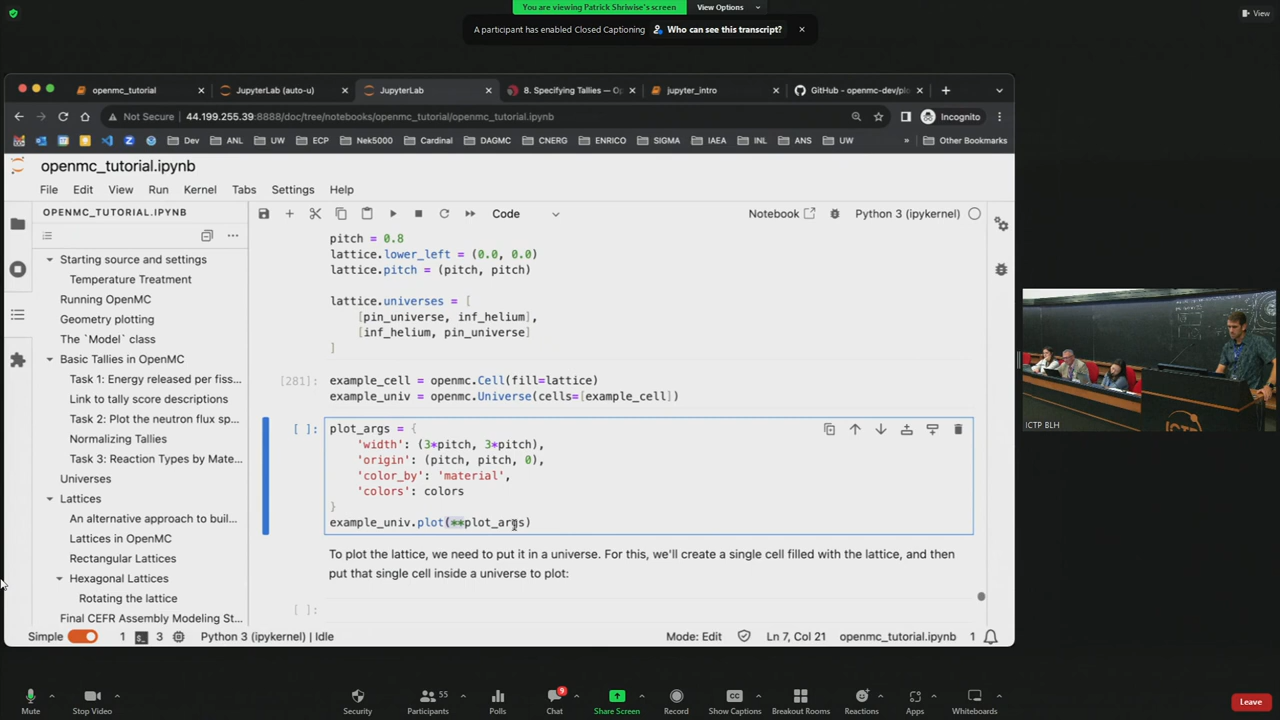 You are viewing Patrick Shriwise's screen
View Options
View
A participant has enabled Closed Captioning
Who can see this transcript?
openmc_tutorial
JupyterLab (auto-u)
JupyterLab
8. Specifying Tallies — O
jupyter_intro
GitHub - openmc-dev/plo
Not Secure
44.199.255.39:8888/doc/tree/notebooks/openmc_tutorial/openmc_tutorial.ipynb
Incognito
Dev
ANL
UW
ECP
Nek5000
Cardinal
DAGMC
CNERG
ENRICO
SIGMA
IAEA
INL
ANS
UW
»
Other Bookmarks
openmc_tutorial.ipynb
File
Edit
View
Run
Kernel
Tabs
Settings
Help
OPENMC_TUTORIAL.IPYNB
Code
Notebook
Python 3 (ipykernel)
Starting source and settings
Temperature Treatment
Running OpenMC
Geometry plotting
The `Model` class
Basic Tallies in OpenMC
Task 1: Energy released per fiss...
Link to tally score descriptions
Task 2: Plot the neutron flux sp...
Normalizing Tallies
Task 3: Reaction Types by Mate...
Universes
Lattices
An alternative approach to buil...
Lattices in OpenMC
Rectangular Lattices
Hexagonal Lattices
Rotating the lattice
Final CEFR Assembly Modeling St...
pitch = 0.8
lattice.lower_left = (0.0, 0.0)
lattice.pitch = (pitch, pitch)
lattice.universes = [
[pin_universe, inf_helium],
[inf_helium, pin_universe]
]
[281]:
example_cell = openmc.Cell(fill=lattice)
example_univ = openmc.Universe(cells=[example_cell])
[ ]:
plot_args = {
'width': (3*pitch, 3*pitch),
'origin': (pitch, pitch, 0),
'color_by': 'material',
'colors': colors
}
example_univ.plot(**plot_args)
To plot the lattice, we need to put it in a universe. For this, we'll create a single cell filled with the lattice, and then
put that single cell inside a universe to plot:
[ ]:
Simple
1
3
Python 3 (ipykernel) | Idle
Mode: Edit
Ln 7, Col 21
openmc_tutorial.ipynb
1
ICTP BLH
Mute
Stop Video
Security
55
Participants
Polls
9
Chat
Share Screen
Record
CC
Show Captions
Breakout Rooms
Reactions
Apps
Whiteboards
Leave